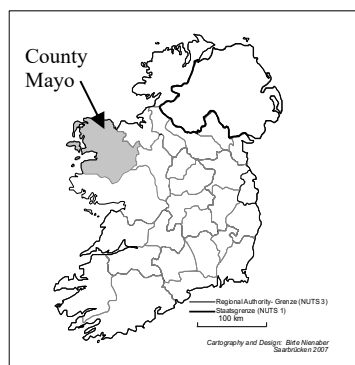 County
Mayo
Regional Authority- Grenze (NUTS 3)
Staatsgrenze (NUTS 1)
100 km
Cartography and Design: Birte Nienaber
Saarbrücken 2007